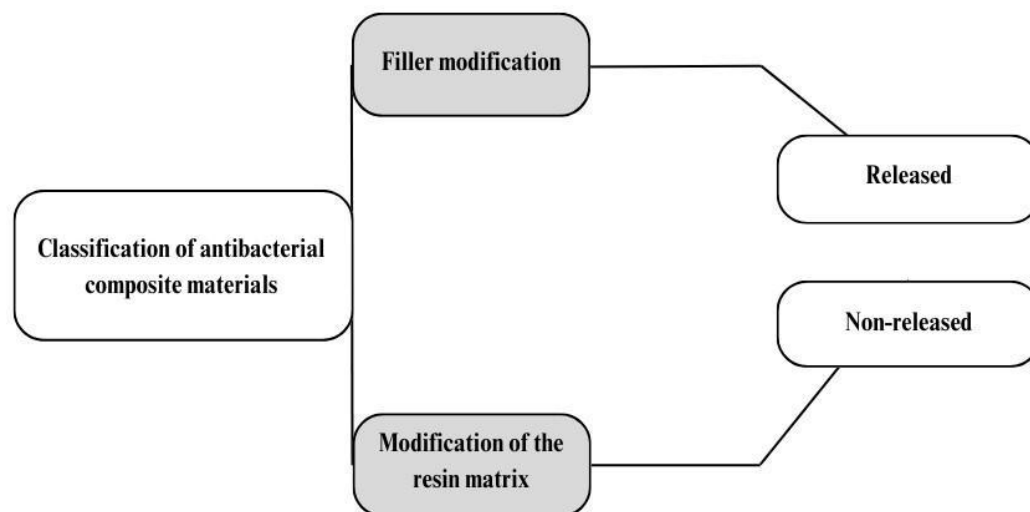 Filler modification
Released
Classification of antibacterial
composite materials
Non-released
Modification of the
resin matrix